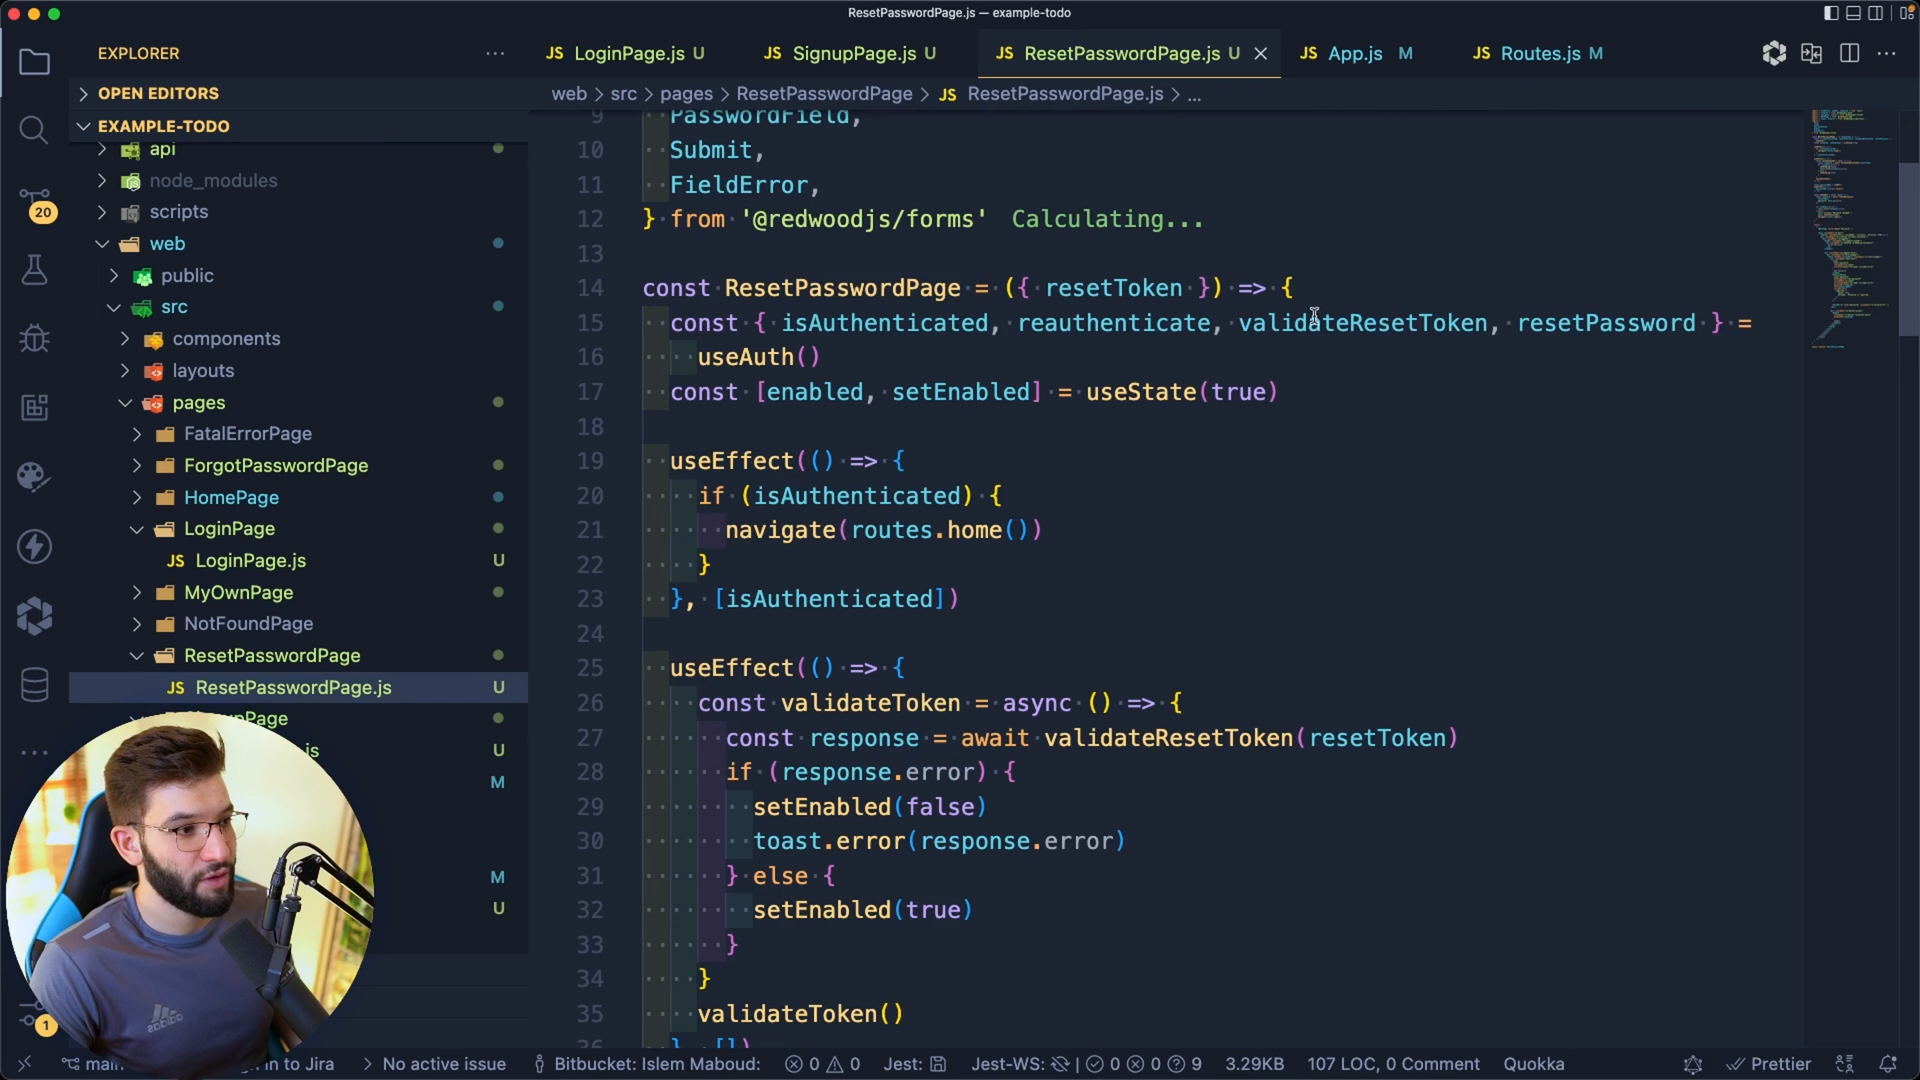 ResetPasswordPage.js — example-todo
EXPLORER
OPEN EDITORS
EXAMPLE-TODO
api
node_modules
scripts
web
public
src
components
layouts
pages
FatalErrorPage
ForgotPasswordPage
HomePage
LoginPage
JS LoginPage.js U
MyOwnPage
NotFoundPage
ResetPasswordPage
JS ResetPasswordPage.js U
U
M
M
U
20
1
JS LoginPage.js U JS SignupPage.js U JS ResetPasswordPage.js U JS App.js M JS Routes.js M
web > src > pages > ResetPasswordPage > JS ResetPasswordPage.js > ...
9 PasswordField,
10 Submit,
11 FieldError,
12 } from '@redwoodjs/forms' Calculating...
13
14 const ResetPasswordPage = ({ resetToken }) => {
15 const { isAuthenticated, reauthenticate, validateResetToken, resetPassword } =
16 useAuth()
17 const [enabled, setEnabled] = useState(true)
18
19 useEffect(() => {
20 if (isAuthenticated) {
21 navigate(routes.home())
22 }
23 }, [isAuthenticated])
24
25 useEffect(() => {
26 const validateToken = async () => {
27 const response = await validateResetToken(resetToken)
28 if (response.error) {
29 setEnabled(false)
30 toast.error(response.error)
31 } else {
32 setEnabled(true)
33 }
34 }
35 validateToken()
36 }, [])
in to Jira No active issue Bitbucket: Islem Maboud: 0 0 Jest: Jest-WS: | 0 0 9 3.29KB 107 LOC, 0 Comment Quokka Prettier